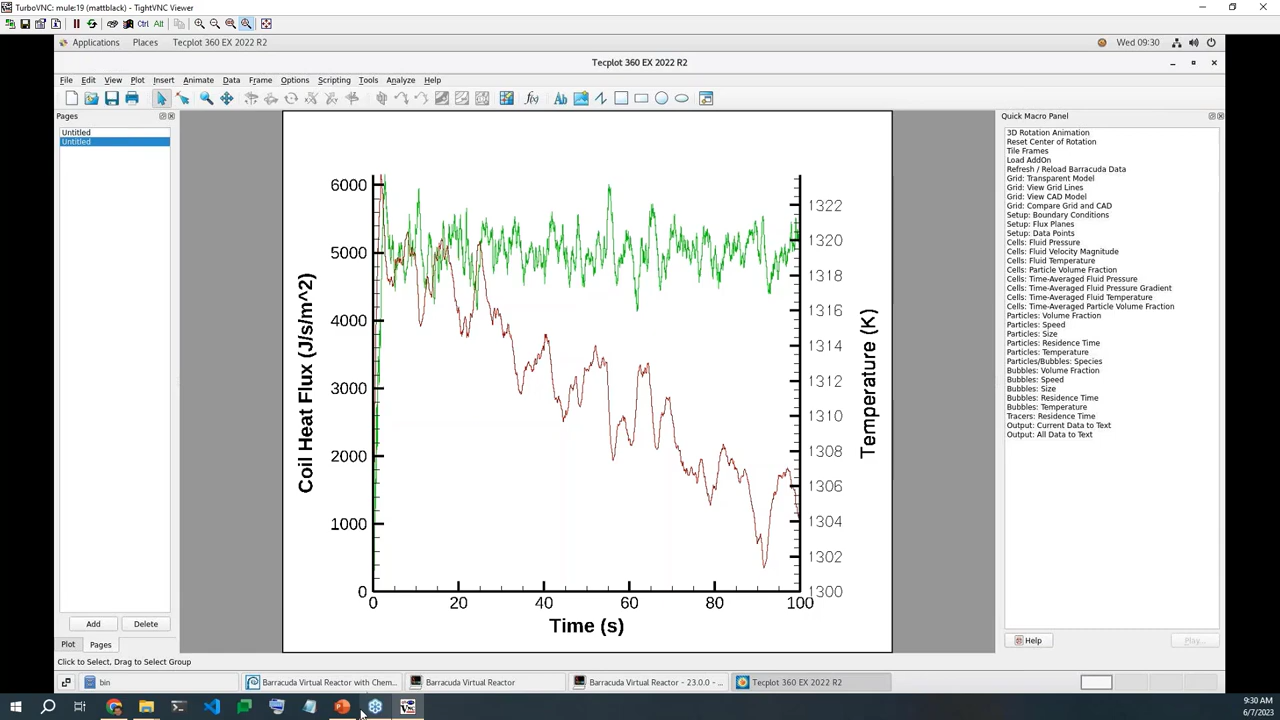 TurboVNC: mule:19 (mattblack) - TightVNC Viewer
Ctrl Alt
Applications Places Tecplot 360 EX 2022 R2 Wed 09:30
Tecplot 360 EX 2022 R2
File Edit View Plot Insert Animate Data Frame Options Scripting Tools Analyze Help
Pages
Untitled
Untitled
Add Delete
Plot Pages
Click to Select, Drag to Select Group
Coil Heat Flux (J/s/m^2)
6000
5000
4000
3000
2000
1000
0
0 20 40 60 80 100
Time (s)
1322
1320
1318
1316
1314
1312
1310
1308
1306
1304
1302
1300
Temperature (K)
Quick Macro Panel
3D Rotation Animation
Reset Center of Rotation
Tile Frames
Load AddOn
Refresh / Reload Barracuda Data
Grid: Transparent Model
Grid: View Grid Lines
Grid: View CAD Model
Grid: Compare Grid and CAD
Setup: Boundary Conditions
Setup: Flux Planes
Setup: Data Points
Cells: Fluid Pressure
Cells: Fluid Velocity Magnitude
Cells: Fluid Temperature
Cells: Particle Volume Fraction
Cells: Time-Averaged Fluid Pressure
Cells: Time-Averaged Fluid Pressure Gradient
Cells: Time-Averaged Fluid Temperature
Cells: Time-Averaged Particle Volume Fraction
Particles: Volume Fraction
Particles: Speed
Particles: Size
Particles: Residence Time
Particles: Temperature
Particles/Bubbles: Species
Bubbles: Volume Fraction
Bubbles: Speed
Bubbles: Size
Bubbles: Residence Time
Bubbles: Temperature
Tracers: Residence Time
Output: Current Data to Text
Output: All Data to Text
Help Play...
bin Barracuda Virtual Reactor with Chem... Barracuda Virtual Reactor Barracuda Virtual Reactor - 23.0.0 - ... Tecplot 360 EX 2022 R2
9:30 AM
6/7/2023